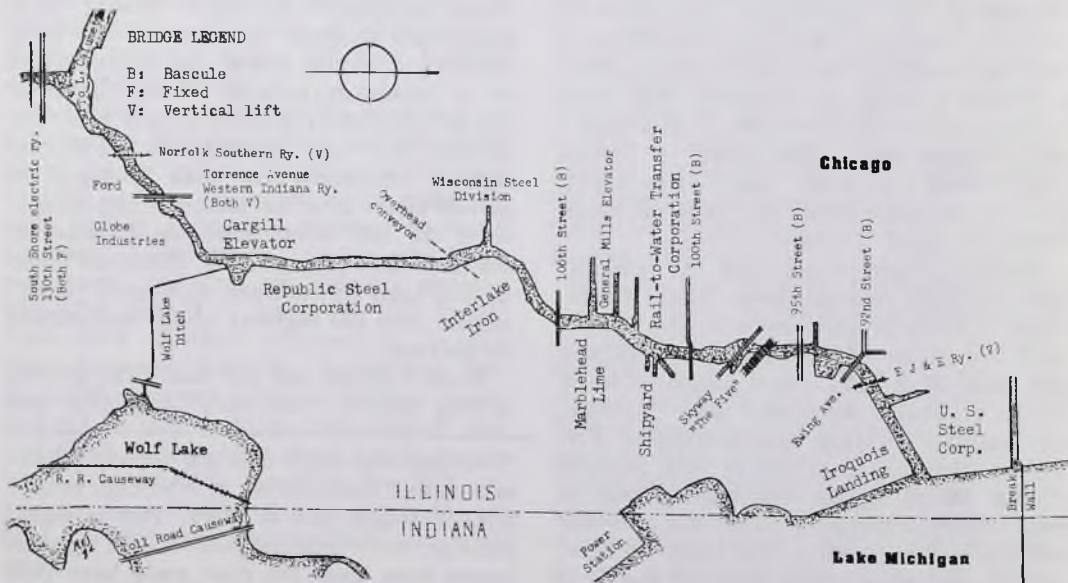 BRIDGE LEGEND
B: Bascule
F: Fixed
V: Vertical lift
To L. Calumet
South Shore electric ry.
130th Street
(Both F)
Norfolk Southern Ry. (V)
Ford
Torrence Avenue
Western Indiana Ry.
(Both V)
Globe
Industries
Cargill
Elevator
Republic Steel
Corporation
Wolf Lake
Ditch
Overhead
conveyor
Wisconsin Steel
Division
Interlake
Iron
106th Street (B)
Marblehead
Lime
General Mills Elevator
Rail-to-Water Transfer
Corporation
Shipyard
100th Street (B)
Skyway
"the Five"
Chicago
95th Street (B)
92nd Street (B)
Ewing Ave.
E J & E Ry. (V)
U. S.
Steel
Corp.
Iroquois
Landing
Break
Wall
Wolf Lake
R. R. Causeway
Toll Road Causeway
ILLINOIS
INDIANA
Power
Station
Lake Michigan